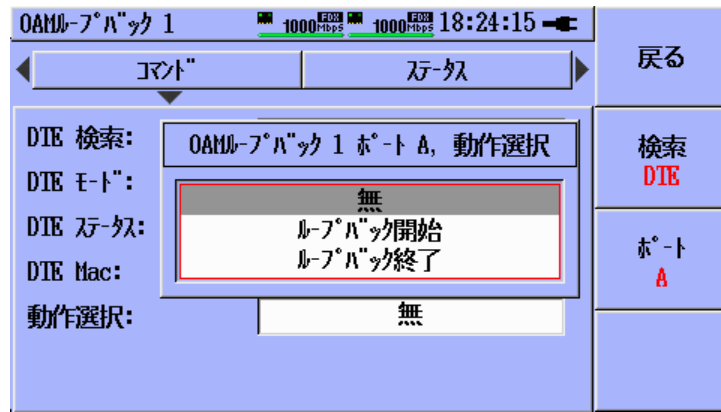 OAMﾙｰﾌﾟﾊﾞｯｸ 1 1000 FDX Mbps 1000 FDX Mbps 18:24:15
戻る
ｺﾏﾝﾄﾞ ｽﾃｰﾀｽ
DTE 検索:
OAMﾙｰﾌﾟﾊﾞｯｸ 1 ﾎﾟｰﾄ A, 動作選択
検索
DTE
DTE ﾓｰﾄﾞ:
無
DTE ｽﾃｰﾀｽ:
ﾙｰﾌﾟﾊﾞｯｸ開始
ﾙｰﾌﾟﾊﾞｯｸ終了
ﾎﾟｰﾄ
A
DTE Mac:
動作選択:
無